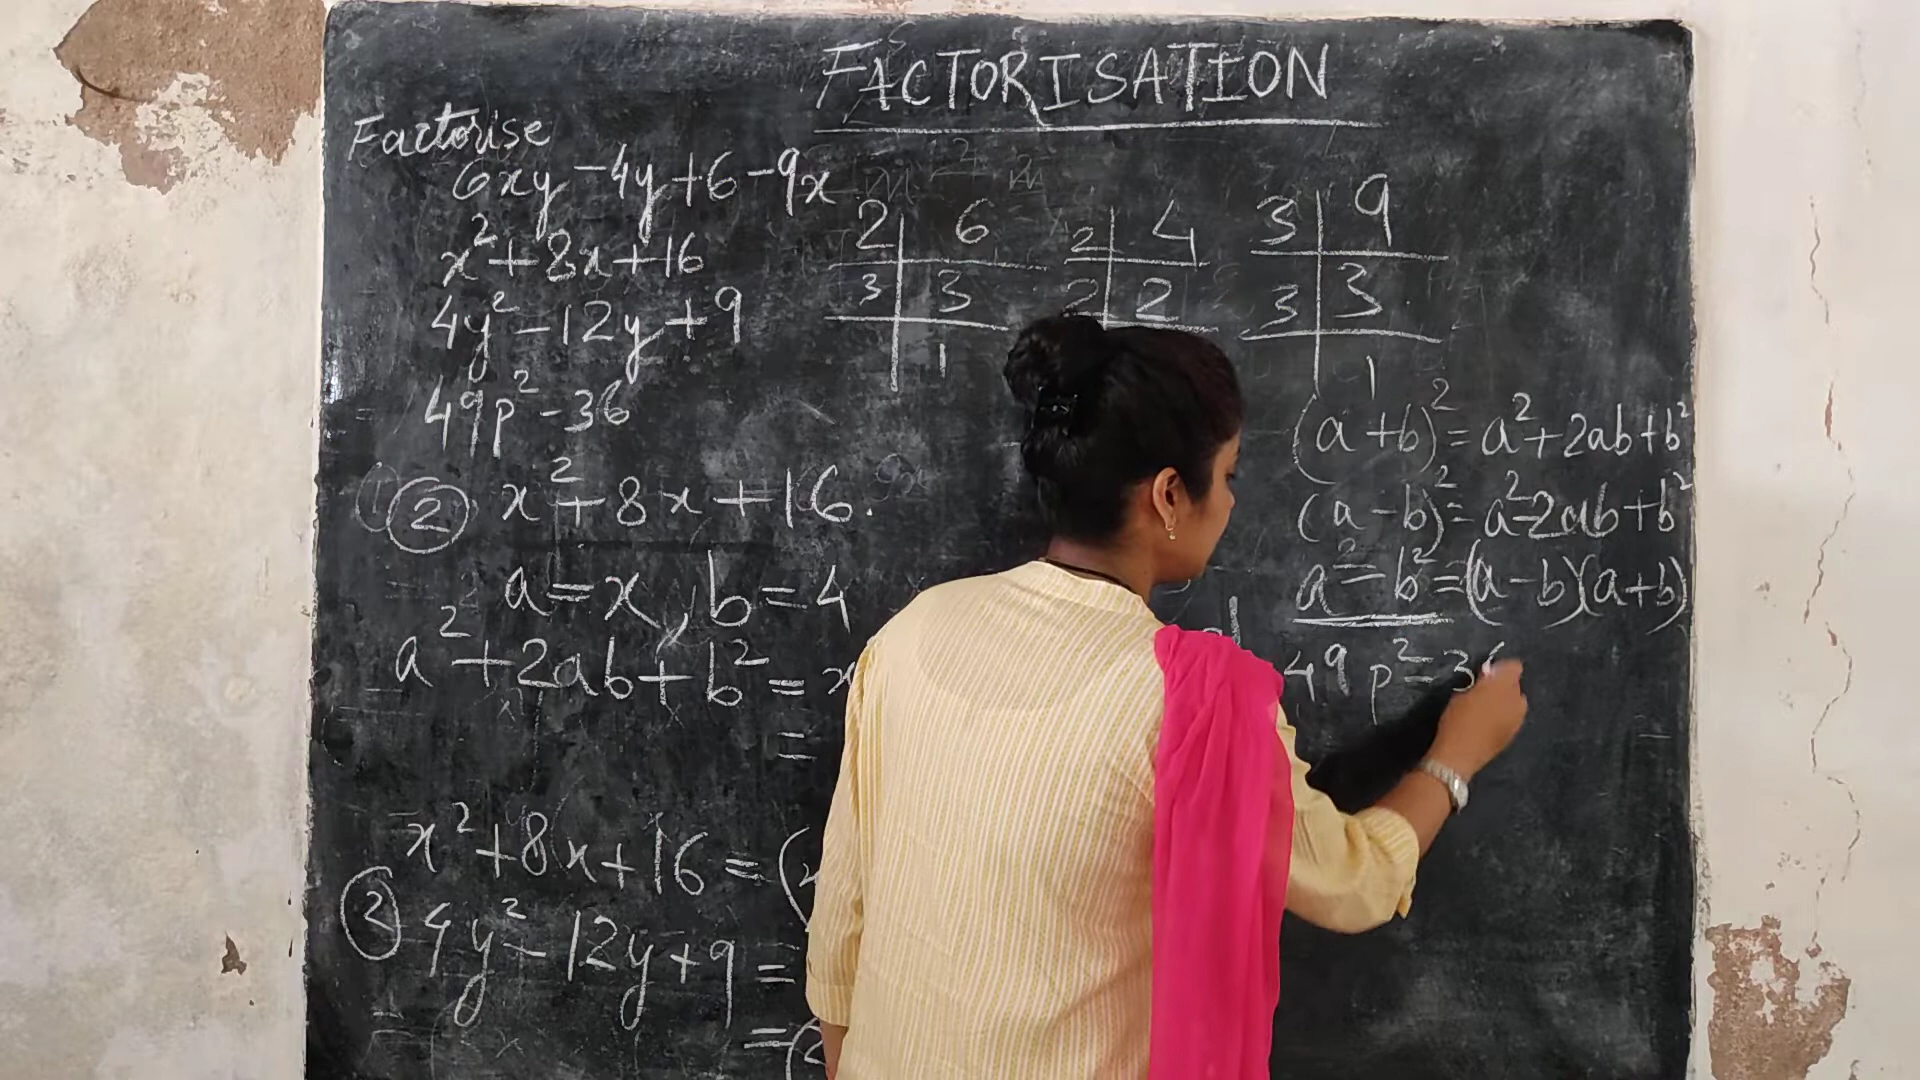 FACTORISATION
Factorise
6xy-4y+6-9x
x²+8x+16
4y²-12y+9
49p²-36
2 | 6
3 | 3
1
2 | 4
2 | 2
3 | 9
3 | 3
1
② x²+8x+16.
a=x, b=4
a²+2ab+b²=x
=
x²+8x+16=(
③ 4y²-12y+9=
=(2
(a+b)²=a²+2ab+b²
(a-b)²=a²-2ab+b²
a²-b²=(a-b)(a+b)
49p²-36